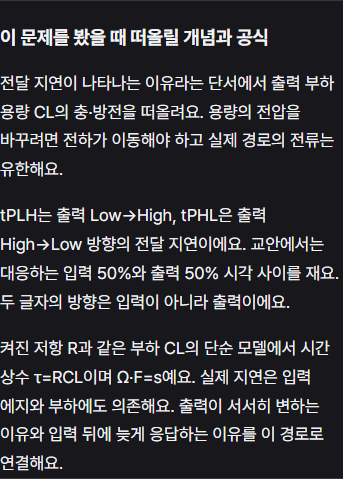 이 문제를 봤을 때 떠올릴 개념과 공식
전달 지연이 나타나는 이유라는 단서에서 출력 부하
용량 CL의 충·방전을 떠올려요. 용량의 전압을
바꾸려면 전하가 이동해야 하고 실제 경로의 전류는
유한해요.
tPLH는 출력 Low→High, tPHL은 출력
High→Low 방향의 전달 지연이에요. 교안에서는
대응하는 입력 50%와 출력 50% 시각 사이를 재요.
두 글자의 방향은 입력이 아니라 출력이에요.
켜진 저항 R과 같은 부하 CL의 단순 모델에서 시간
상수 τ=RCL이며 Ω·F=s예요. 실제 지연은 입력
에지와 부하에도 의존해요. 출력이 서서히 변하는
이유와 입력 뒤에 늦게 응답하는 이유를 이 경로로
연결해요.